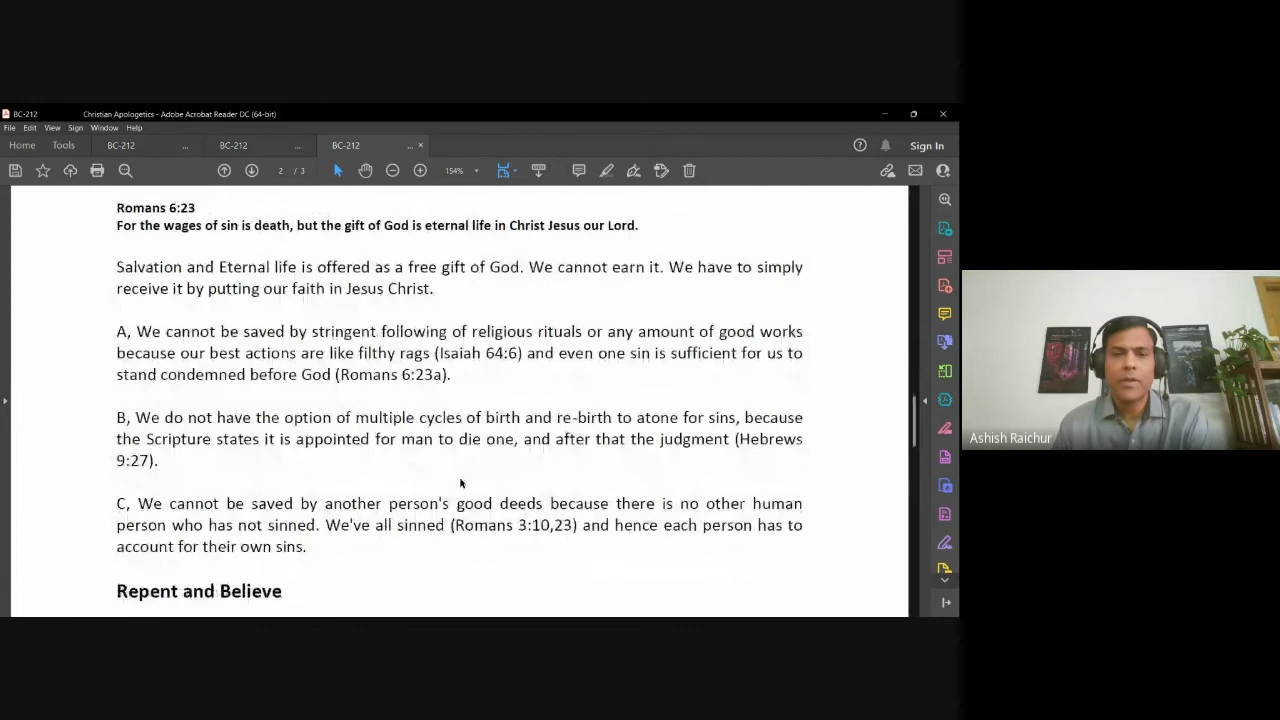 BC-212 Christian Apologetics - Adobe Acrobat Reader DC (64-bit)
File Edit View Sign Window Help
Home Tools BC-212 ... BC-212 ... BC-212 ... ×
Sign In
2 / 3 154%
Romans 6:23
For the wages of sin is death, but the gift of God is eternal life in Christ Jesus our Lord.
Salvation and Eternal life is offered as a free gift of God. We cannot earn it. We have to simply
receive it by putting our faith in Jesus Christ.
A, We cannot be saved by stringent following of religious rituals or any amount of good works
because our best actions are like filthy rags (Isaiah 64:6) and even one sin is sufficient for us to
stand condemned before God (Romans 6:23a).
B, We do not have the option of multiple cycles of birth and re-birth to atone for sins, because
the Scripture states it is appointed for man to die one, and after that the judgment (Hebrews
9:27).
C, We cannot be saved by another person's good deeds because there is no other human
person who has not sinned. We've all sinned (Romans 3:10,23) and hence each person has to
account for their own sins.
Repent and Believe
Ashish Raichur